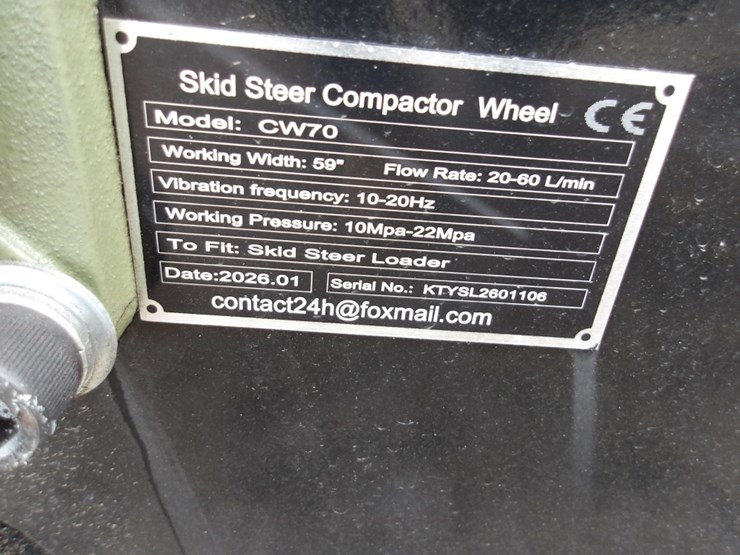 Skid Steer Compactor Wheel CE
Model: CW70
Working Width: 59" Flow Rate: 20-60 L/min
Vibration frequency: 10-20Hz
Working Pressure: 10Mpa-22Mpa
To Fit: Skid Steer Loader
Date:2026.01 Serial No.: KTYSL2601106
contact24h@foxmail.com